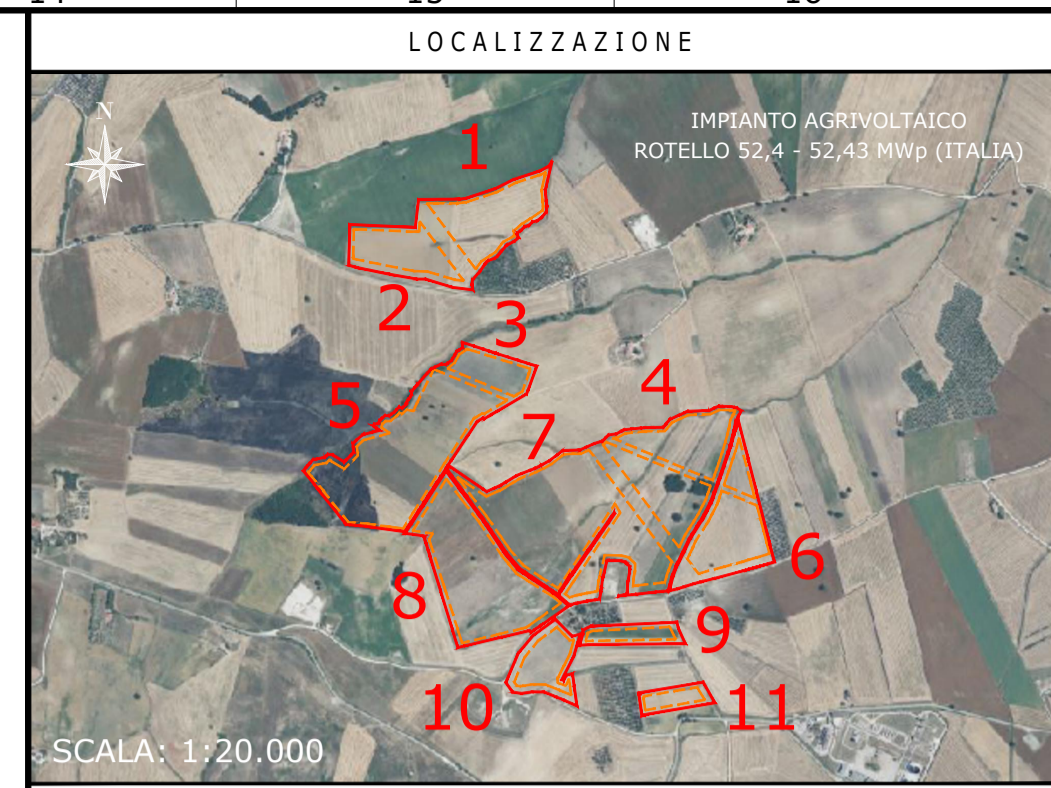 LOCALIZZAZIONE
N
IMPIANTO AGRIVOLTAICO
ROTELLO 52,4 - 52,43 MWp (ITALIA)
1
2
3
4
5
7
6
8
9
10
11
SCALA: 1:20.000